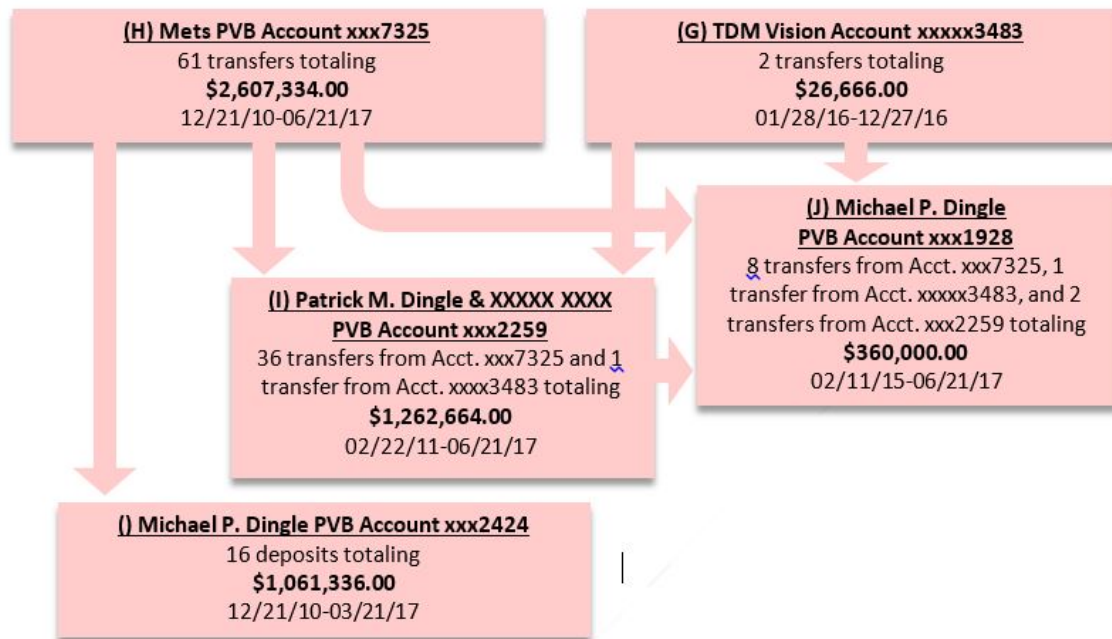 (H) Mets PVB Account xxx7325
61 transfers totaling
$2,607,334.00
12/21/10-06/21/17
(G) TDM Vision Account xxxxx3483
2 transfers totaling
$26,666.00
01/28/16-12/27/16
(J) Michael P. Dingle
PVB Account xxx1928
8 transfers from Acct. xxx7325, 1
transfer from Acct. xxxxx3483, and 2
transfers from Acct. xxx2259 totaling
$360,000.00
02/11/15-06/21/17
(I) Patrick M. Dingle & XXXXX XXXX
PVB Account xxx2259
36 transfers from Acct. xxx7325 and 1
transfer from Acct. xxxx3483 totaling
$1,262,664.00
02/22/11-06/21/17
() Michael P. Dingle PVB Account xxx2424
16 deposits totaling
$1,061,336.00
12/21/10-03/21/17